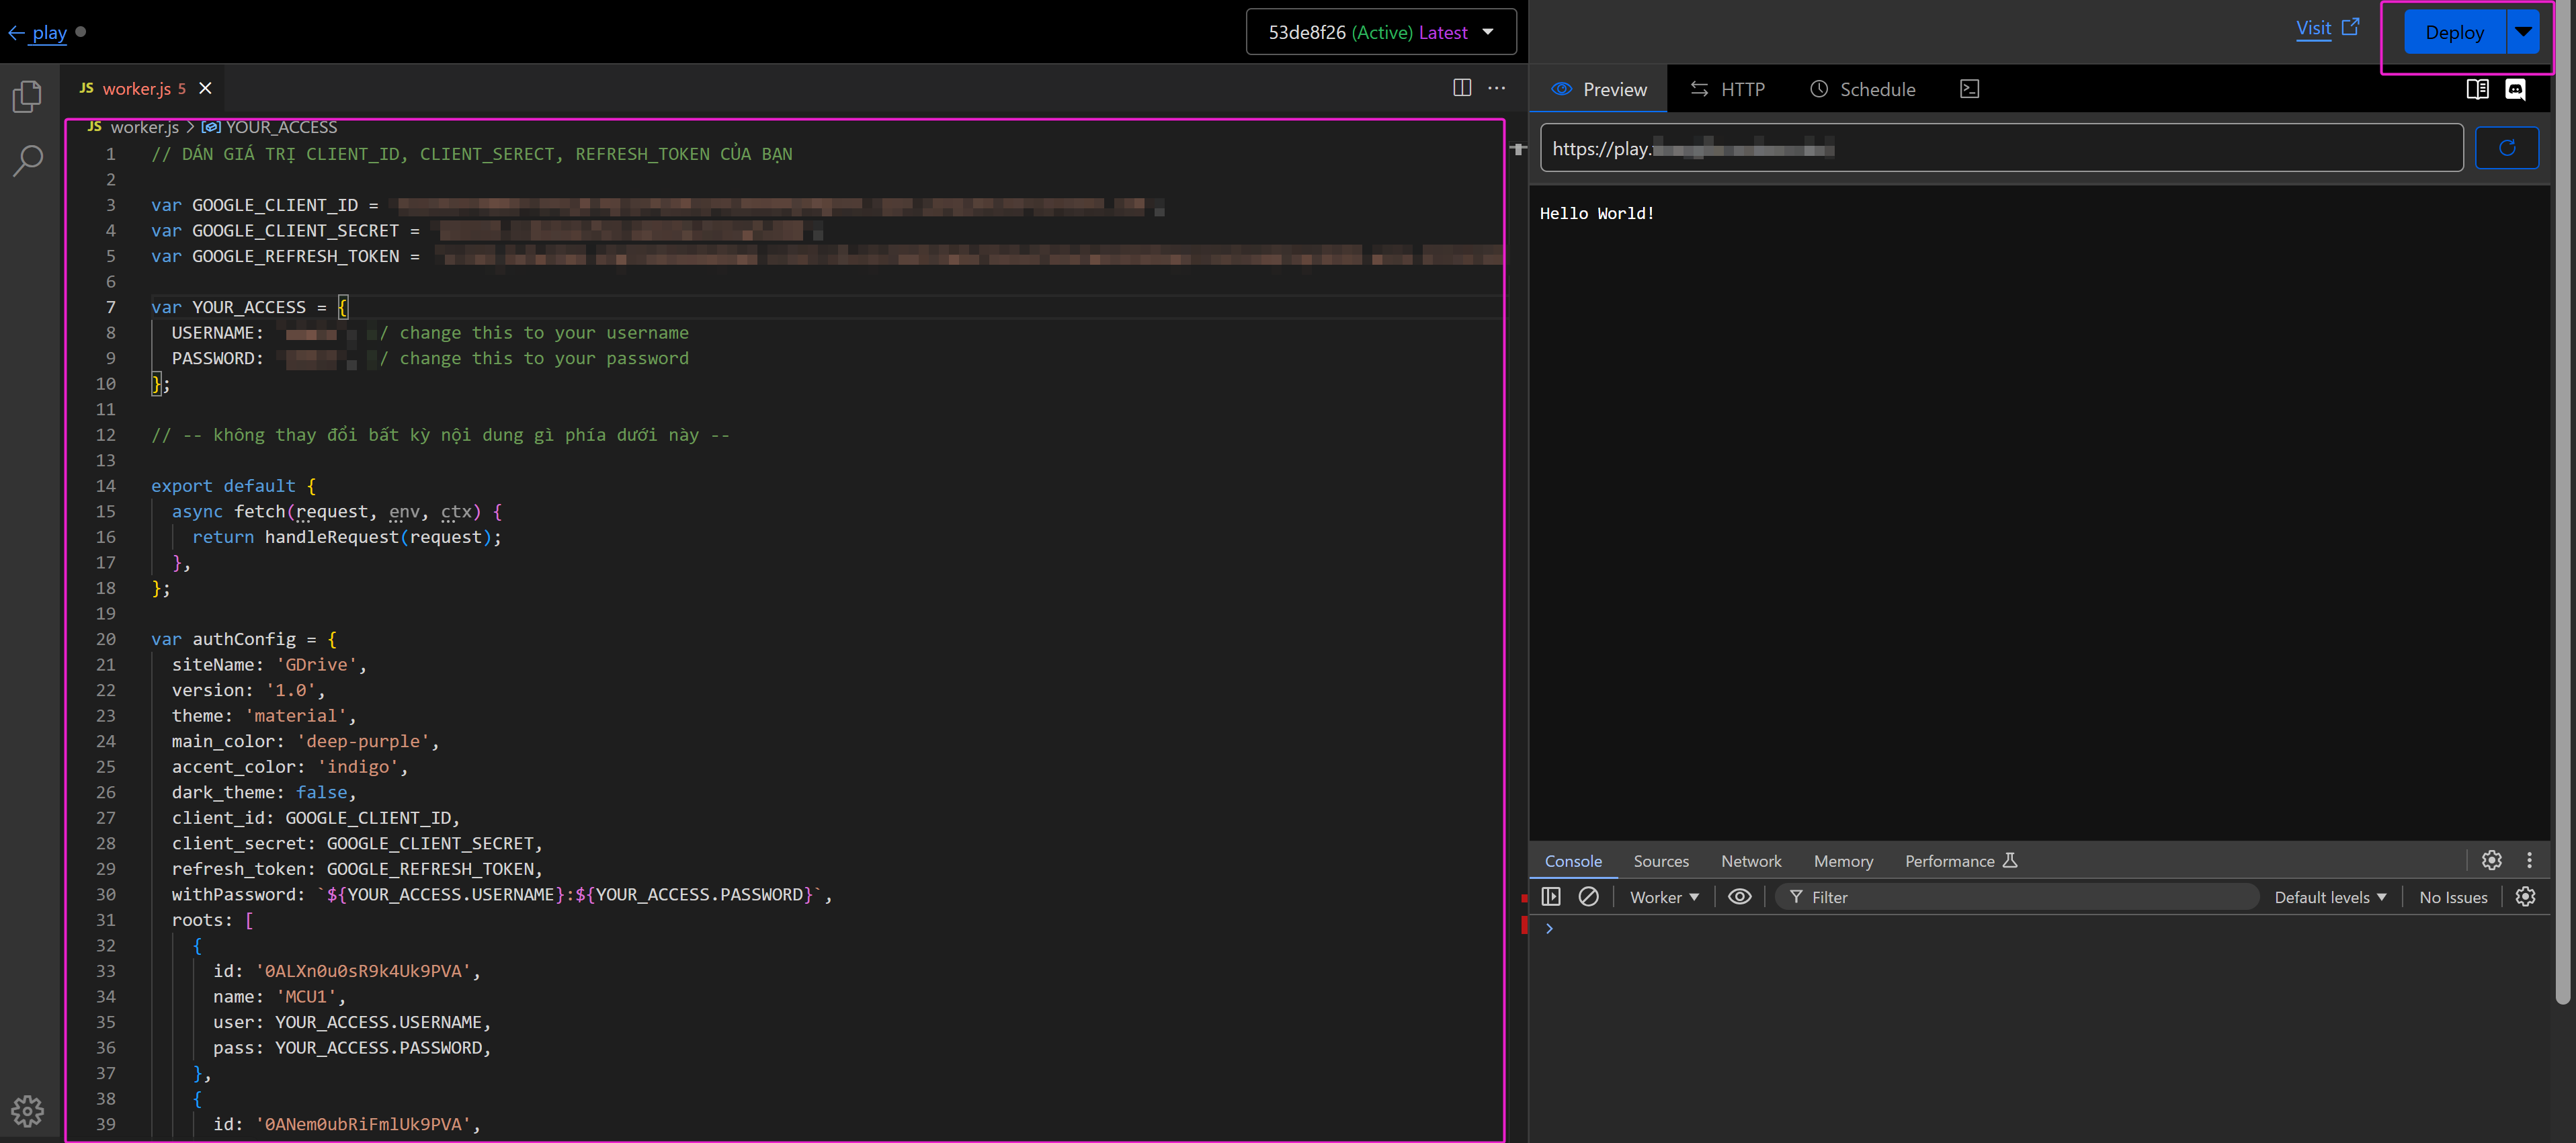 play
53de8f26 (Active) Latest
Visit
Deploy
JS worker.js 5
JS worker.js > YOUR_ACCESS
1 // DÁN GIÁ TRỊ CLIENT_ID, CLIENT_SERECT, REFRESH_TOKEN CỦA BẠN
2
3 var GOOGLE_CLIENT_ID =
4 var GOOGLE_CLIENT_SECRET =
5 var GOOGLE_REFRESH_TOKEN =
6
7 var YOUR_ACCESS = {
8 USERNAME: / change this to your username
9 PASSWORD: / change this to your password
10 };
11
12 // -- không thay đổi bất kỳ nội dung gì phía dưới này --
13
14 export default {
15 async fetch(request, env, ctx) {
16 return handleRequest(request);
17 },
18 };
19
20 var authConfig = {
21 siteName: 'GDrive',
22 version: '1.0',
23 theme: 'material',
24 main_color: 'deep-purple',
25 accent_color: 'indigo',
26 dark_theme: false,
27 client_id: GOOGLE_CLIENT_ID,
28 client_secret: GOOGLE_CLIENT_SECRET,
29 refresh_token: GOOGLE_REFRESH_TOKEN,
30 withPassword: `${YOUR_ACCESS.USERNAME}:${YOUR_ACCESS.PASSWORD}`,
31 roots: [
32 {
33 id: '0ALXn0u0sR9k4Uk9PVA',
34 name: 'MCU1',
35 user: YOUR_ACCESS.USERNAME,
36 pass: YOUR_ACCESS.PASSWORD,
37 },
38 {
39 id: '0ANem0ubRiFmlUk9PVA',
Preview HTTP Schedule
https://play.
Hello World!
Console Sources Network Memory Performance
Worker Filter Default levels No Issues